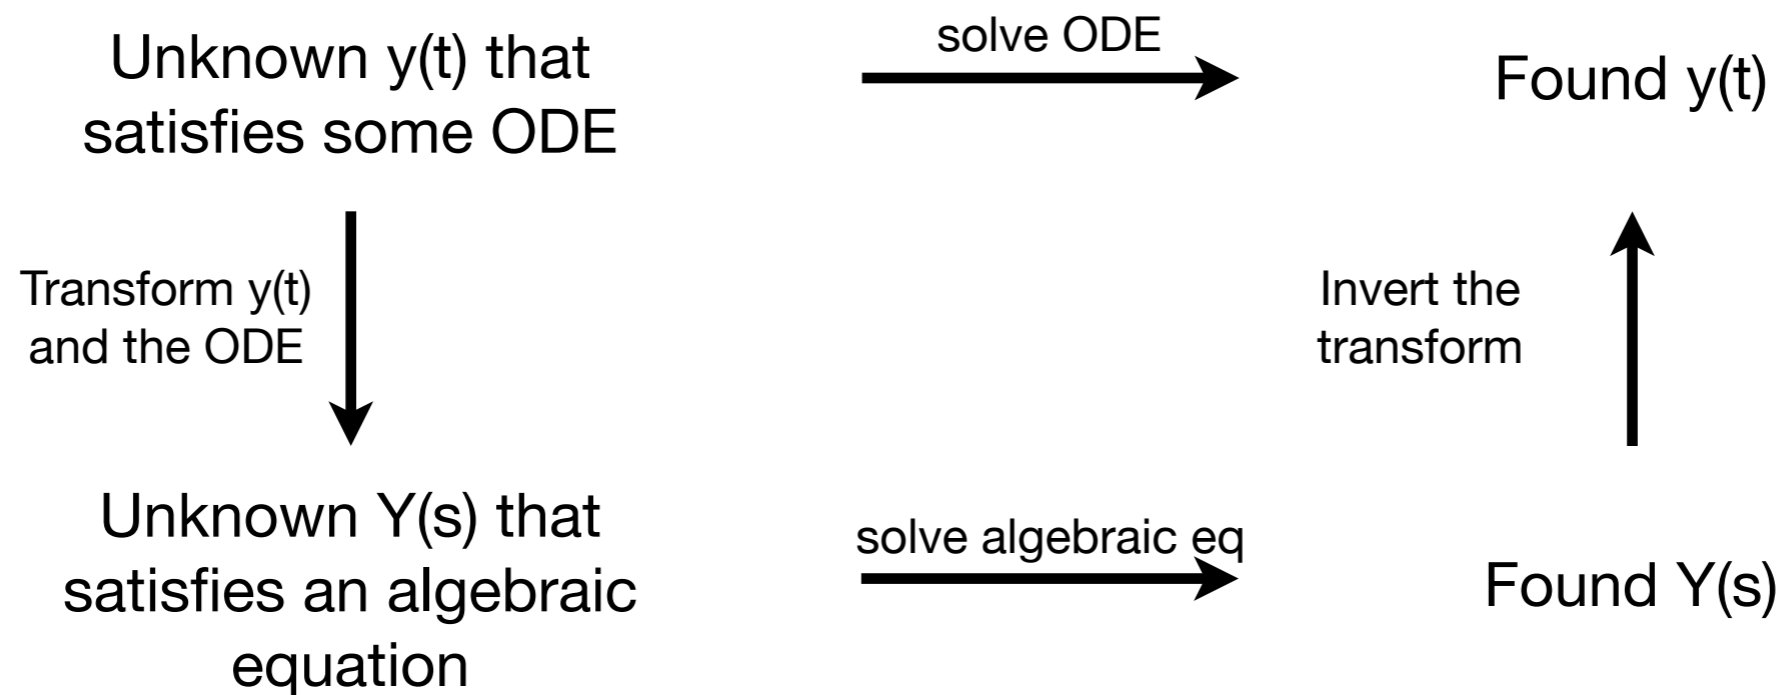 Unknown y(t) that
satisfies some ODE
solve ODE
Found y(t)
Transform y(t)
and the ODE
Invert the
transform
Unknown Y(s) that
satisfies an algebraic
equation
solve algebraic eq
Found Y(s)